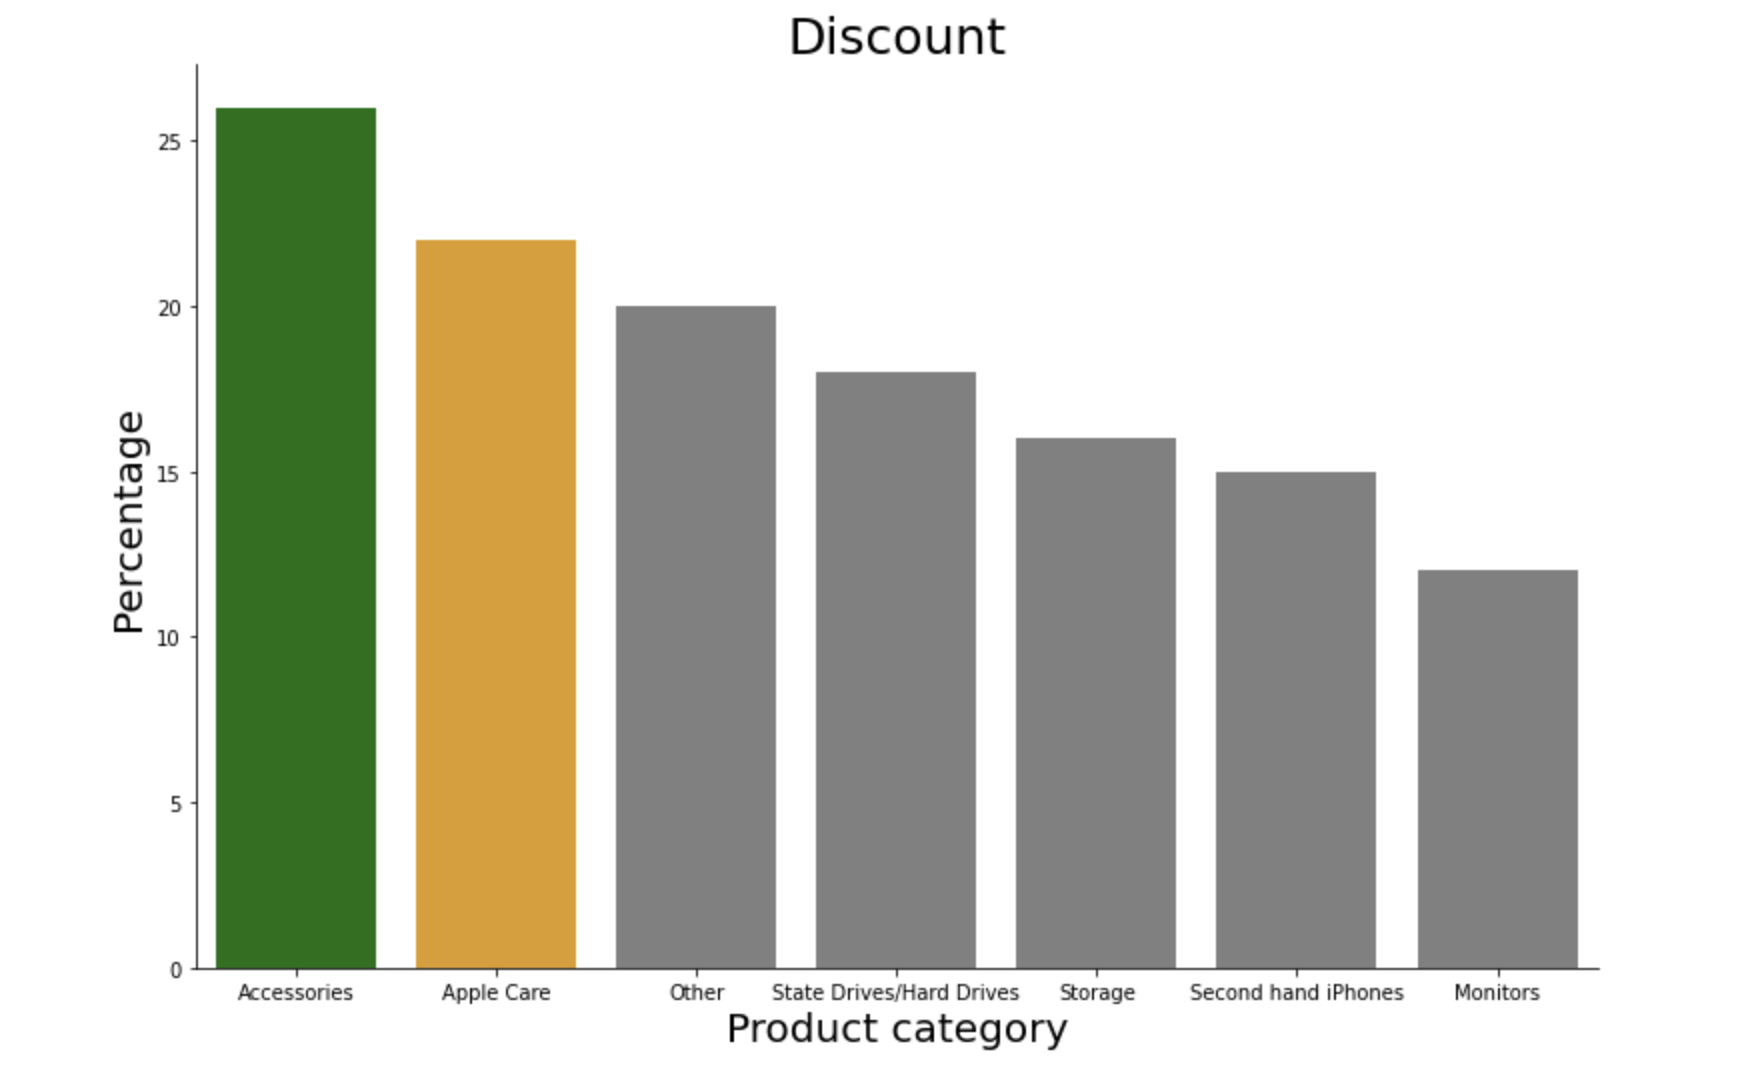 Discount
Percentage
25
20
15
10
5
0
Accessories Apple Care Other State Drives/Hard Drives Storage Second hand iPhones Monitors
Product category